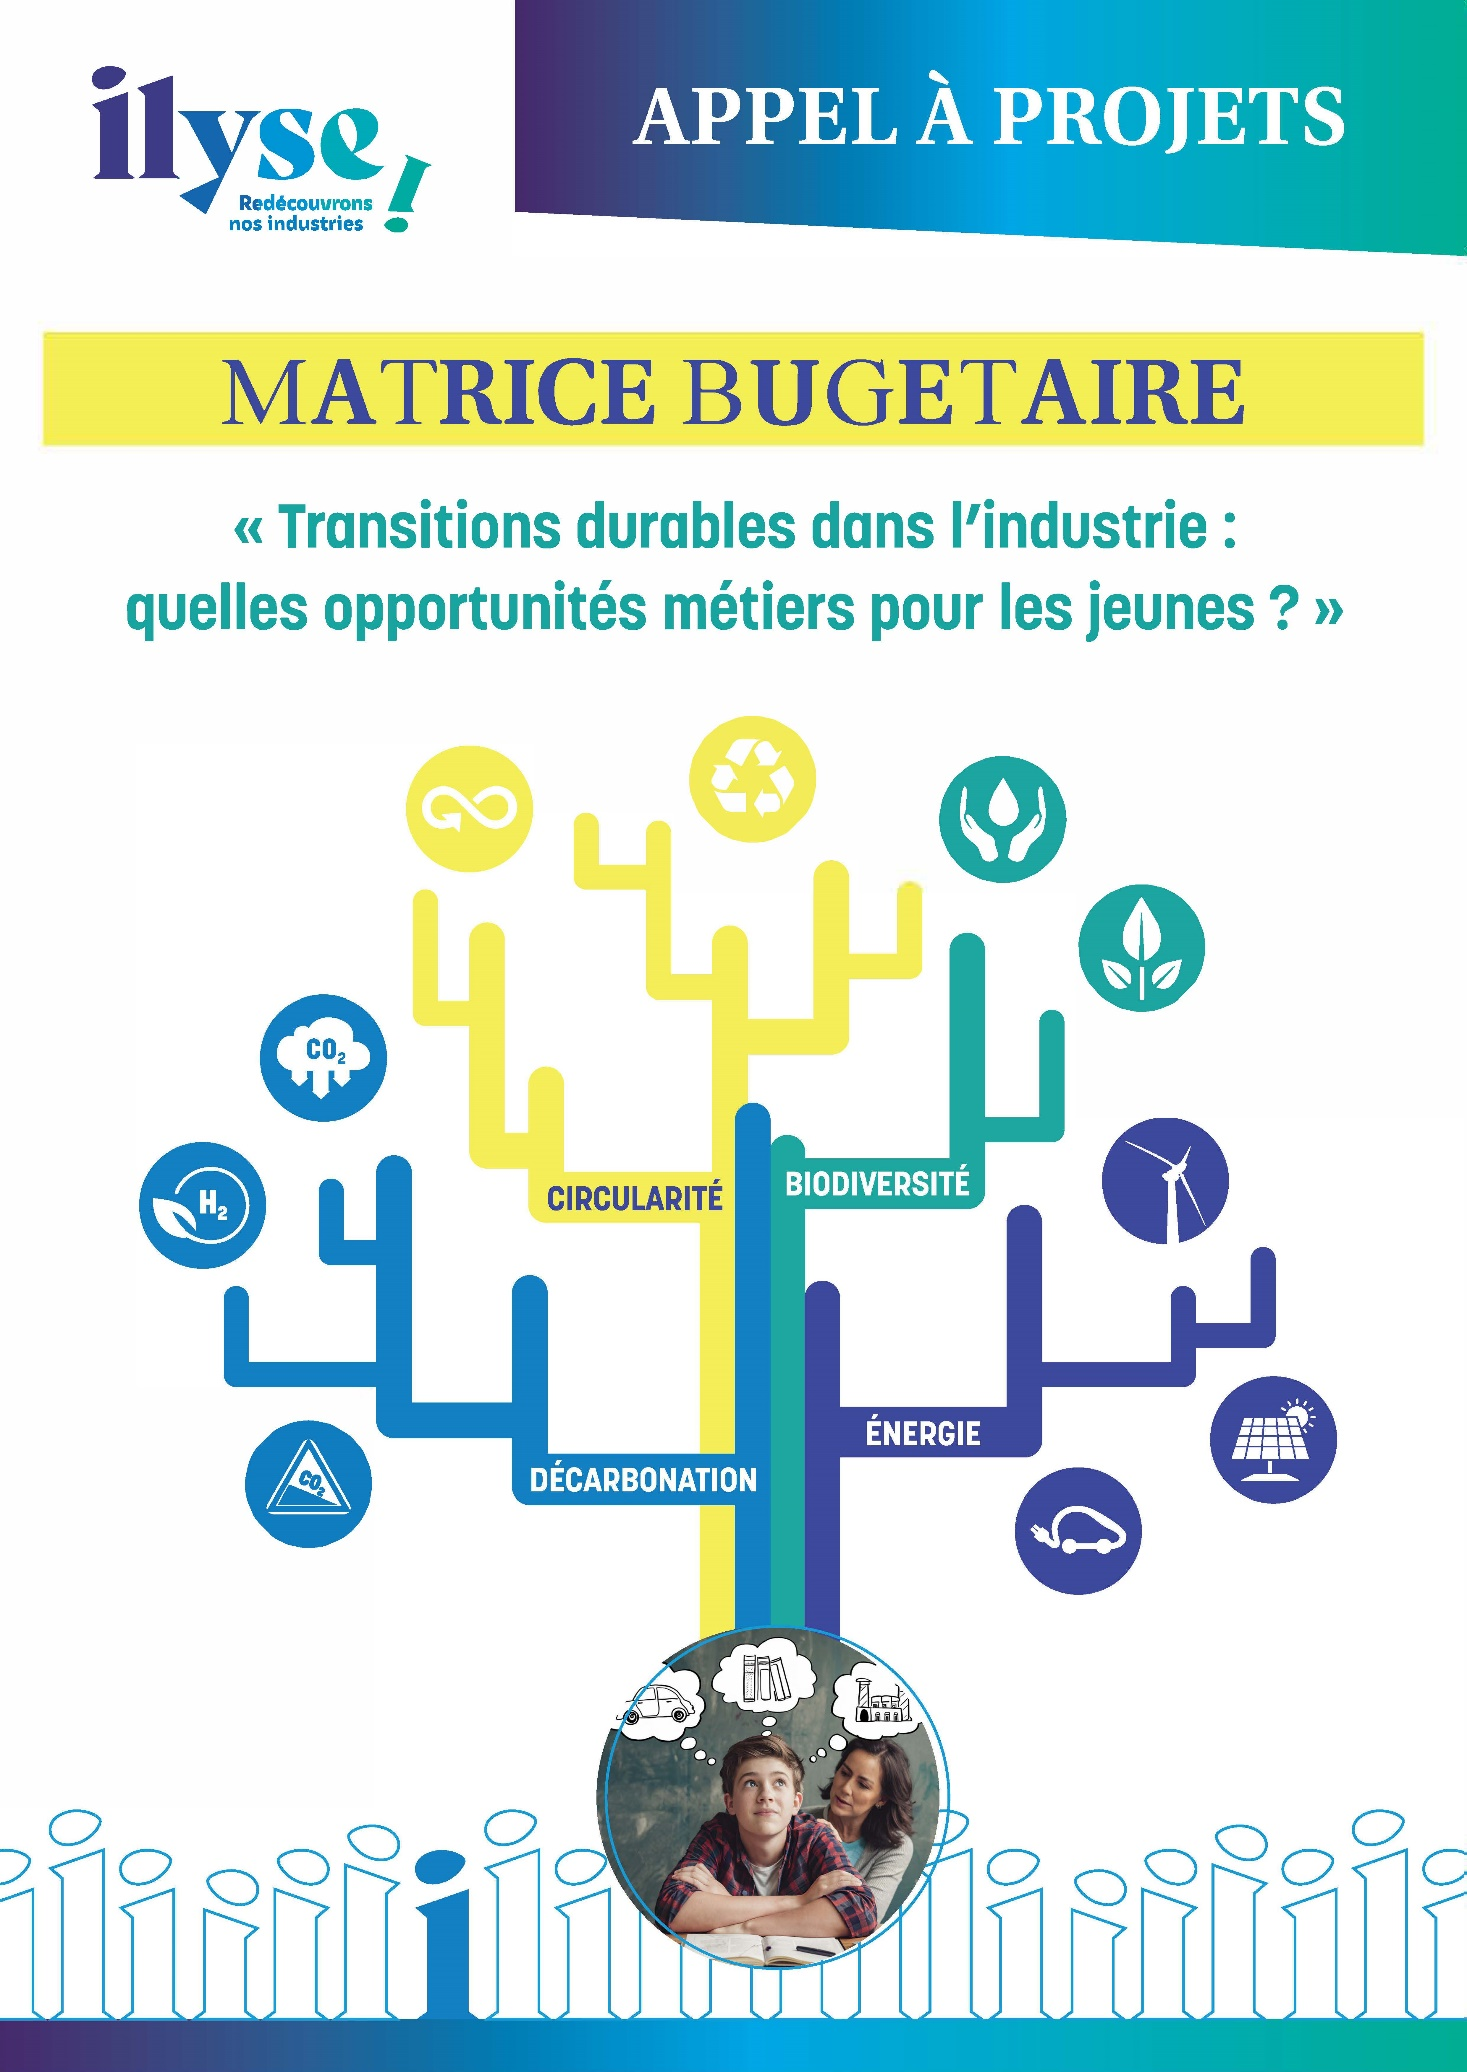 ilyse !
Redécouvrons
nos industries
APPEL À PROJETS
MATRICE BUGETAIRE
« Transitions durables dans l’industrie :
quelles opportunités métiers pour les jeunes ? »
CO₂
H₂
CIRCULARITÉ
BIODIVERSITÉ
ÉNERGIE
DÉCARBONATION
CO₂